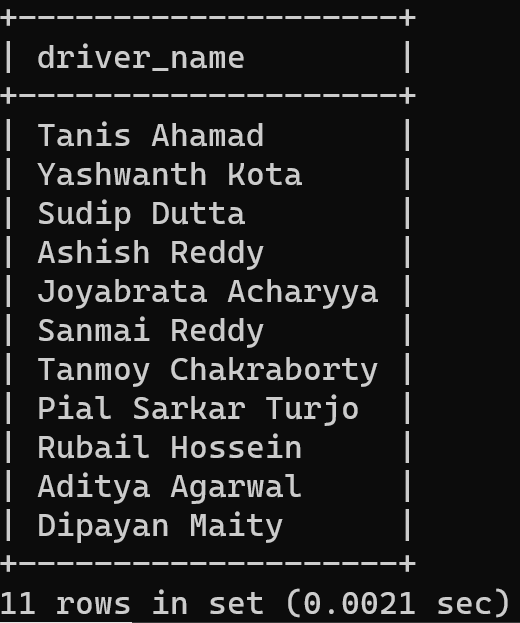 +--------------------+
| driver_name        |
+--------------------+
| Tanis Ahamad       |
| Yashwanth Kota     |
| Sudip Dutta        |
| Ashish Reddy       |
| Joyabrata Acharyya |
| Sanmai Reddy       |
| Tanmoy Chakraborty |
| Pial Sarkar Turjo  |
| Rubail Hossein     |
| Aditya Agarwal     |
| Dipayan Maity      |
+--------------------+
11 rows in set (0.0021 sec)